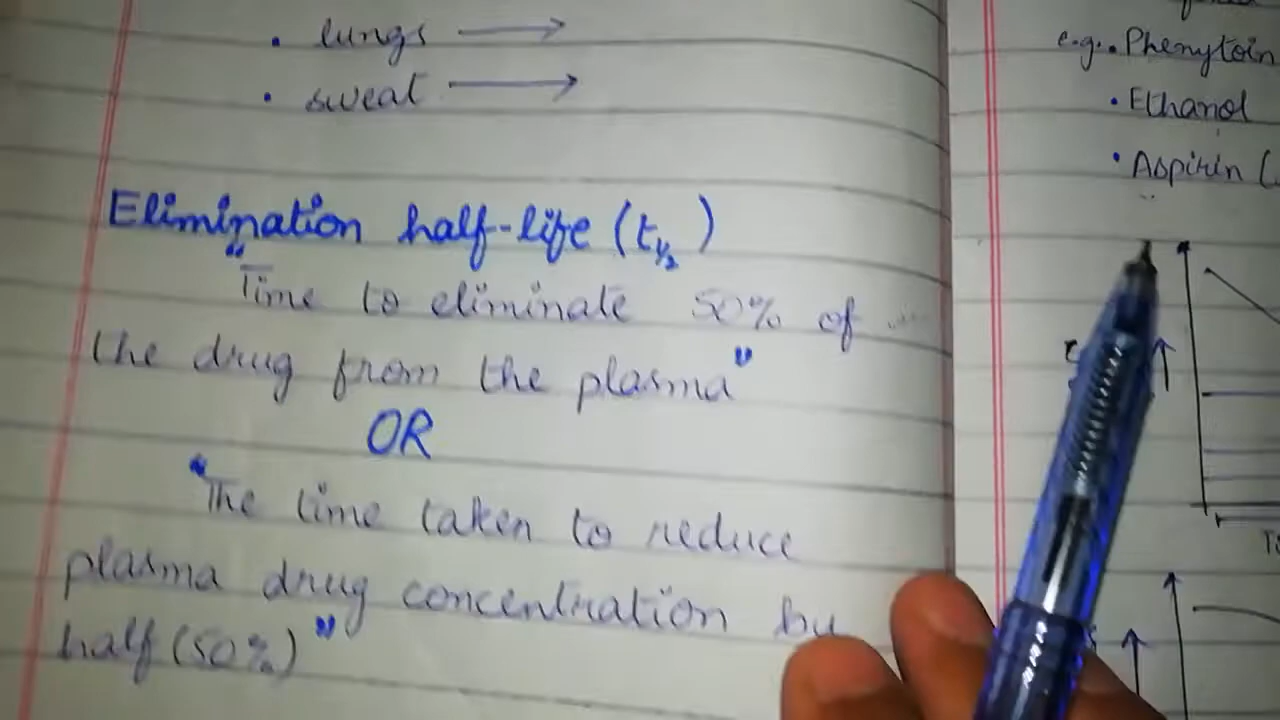 • lungs →
• sweat →
Elimination half-life (t½)
"Time to eliminate 50% of
the drug from the plasma"
OR
"The time taken to reduce
plasma drug concentration by
half (50%)"
e.g. • Phenytoin
• Ethanol
• Aspirin (